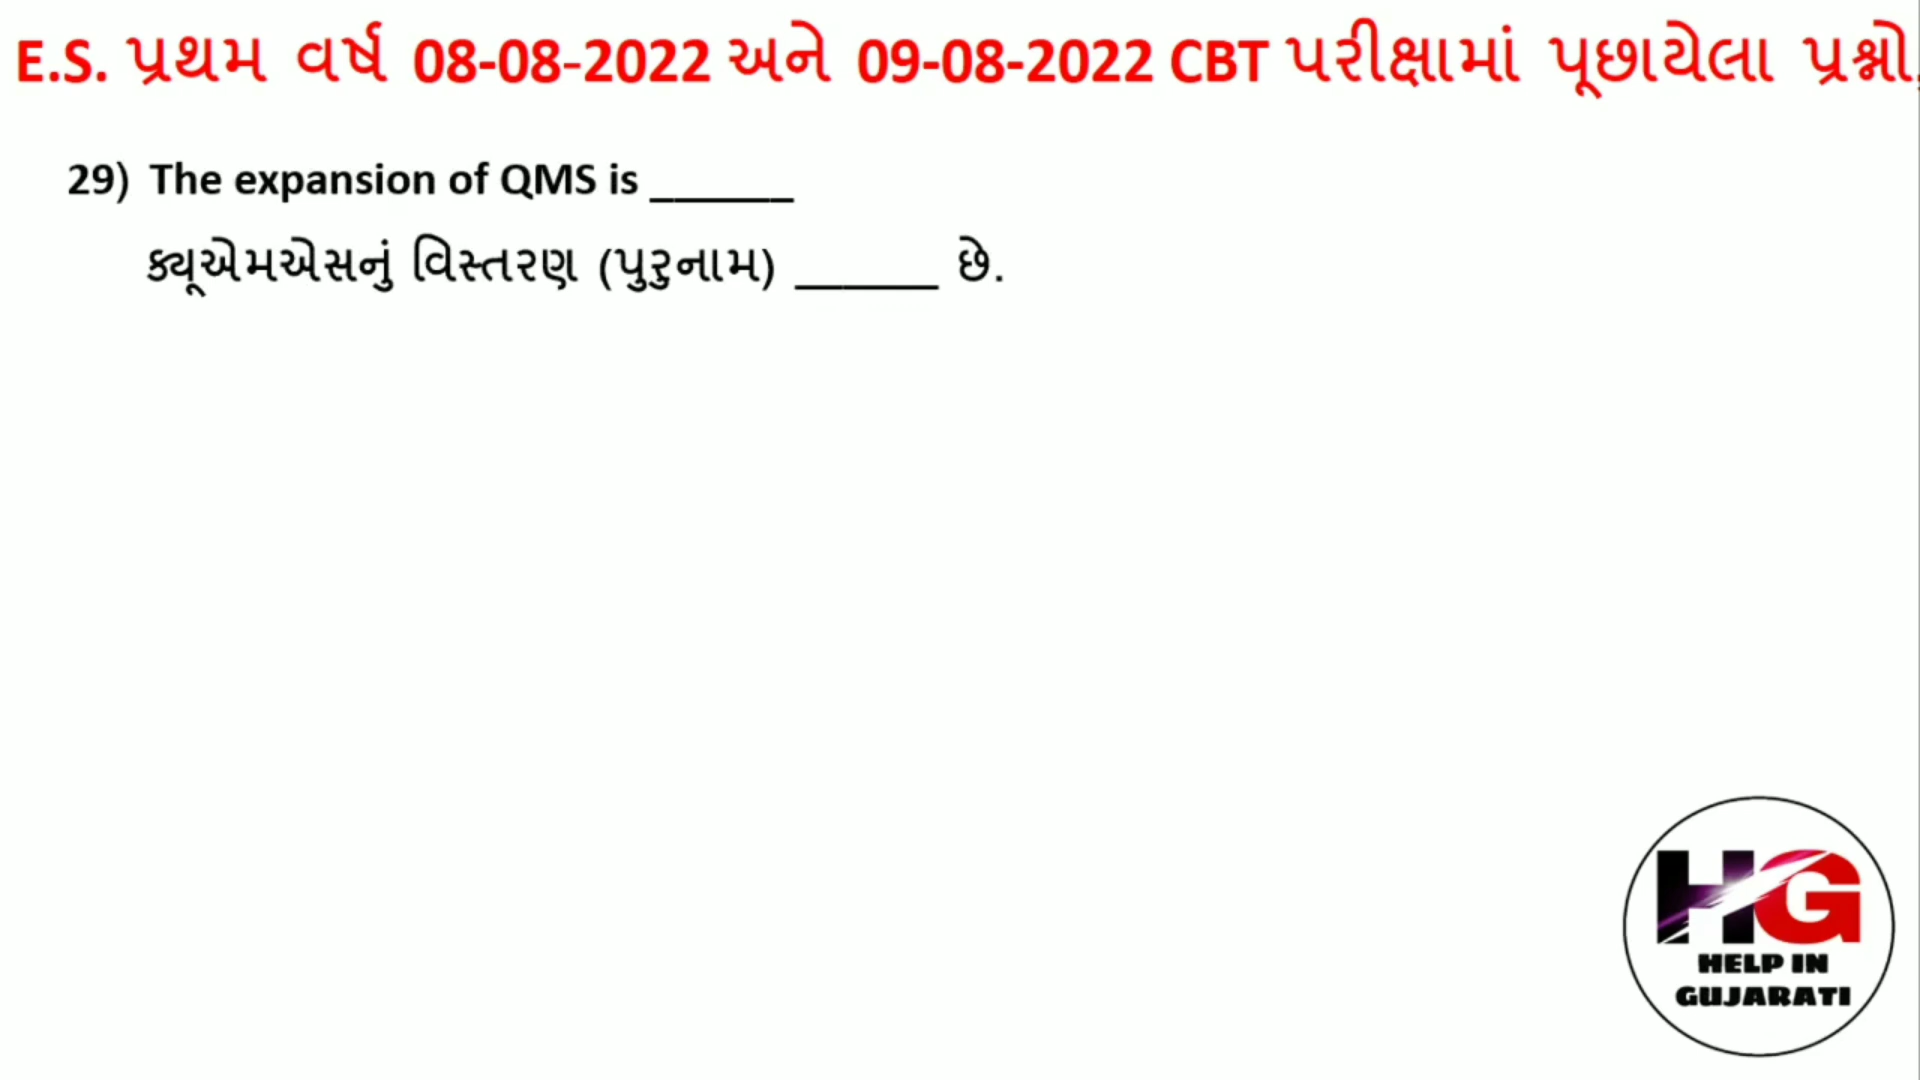 E.S. પ્રથમ વર્ષ 08-08-2022 અને 09-08-2022 CBT પરીક્ષામાં પૂછાયેલા પ્રશ્નો.
29) The expansion of QMS is ______
ક્યૂએમએસનું વિસ્તરણ (પુરુનામ) ______ છે.
HG
HELP IN
GUJARATI